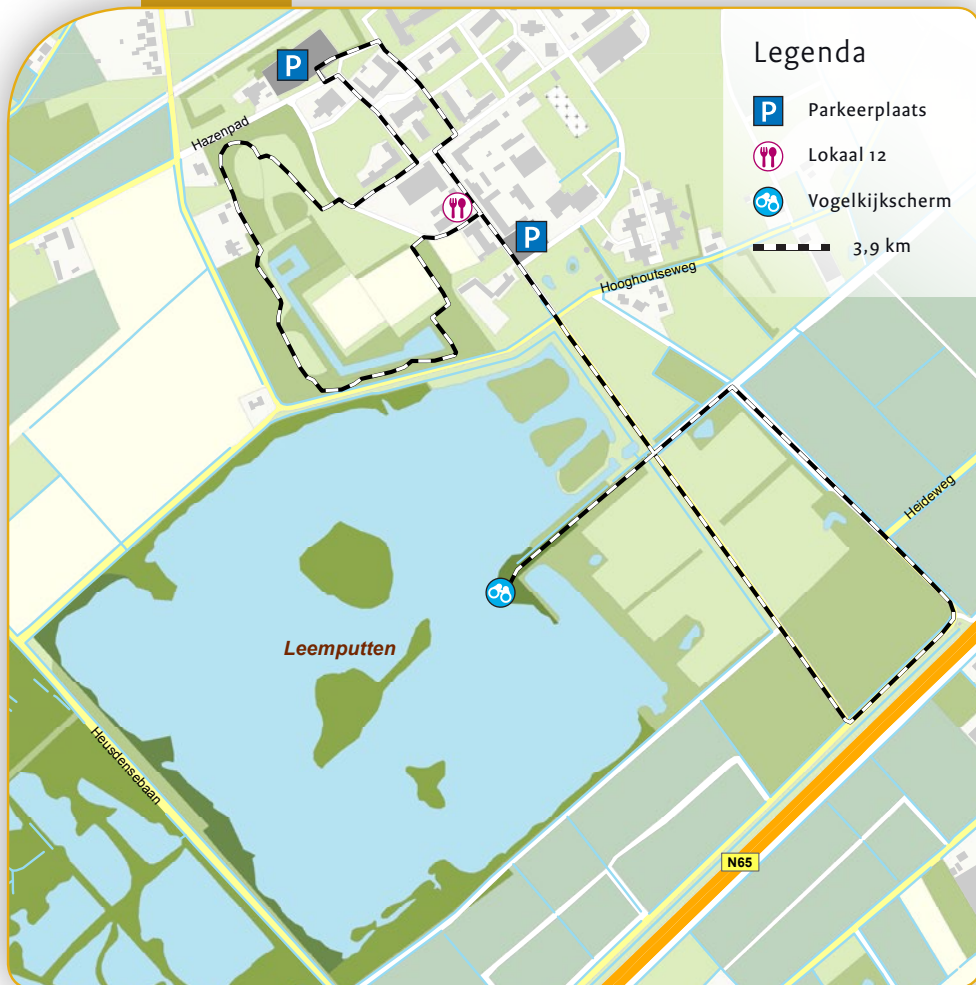 Legenda
P Parkeerplaats
Lokaal 12
Vogelkijkscherm
3,9 km
P
Hazenpad
P
Hooghoutseweg
Heideweg
Leemputten
Heusdensebaan
N65